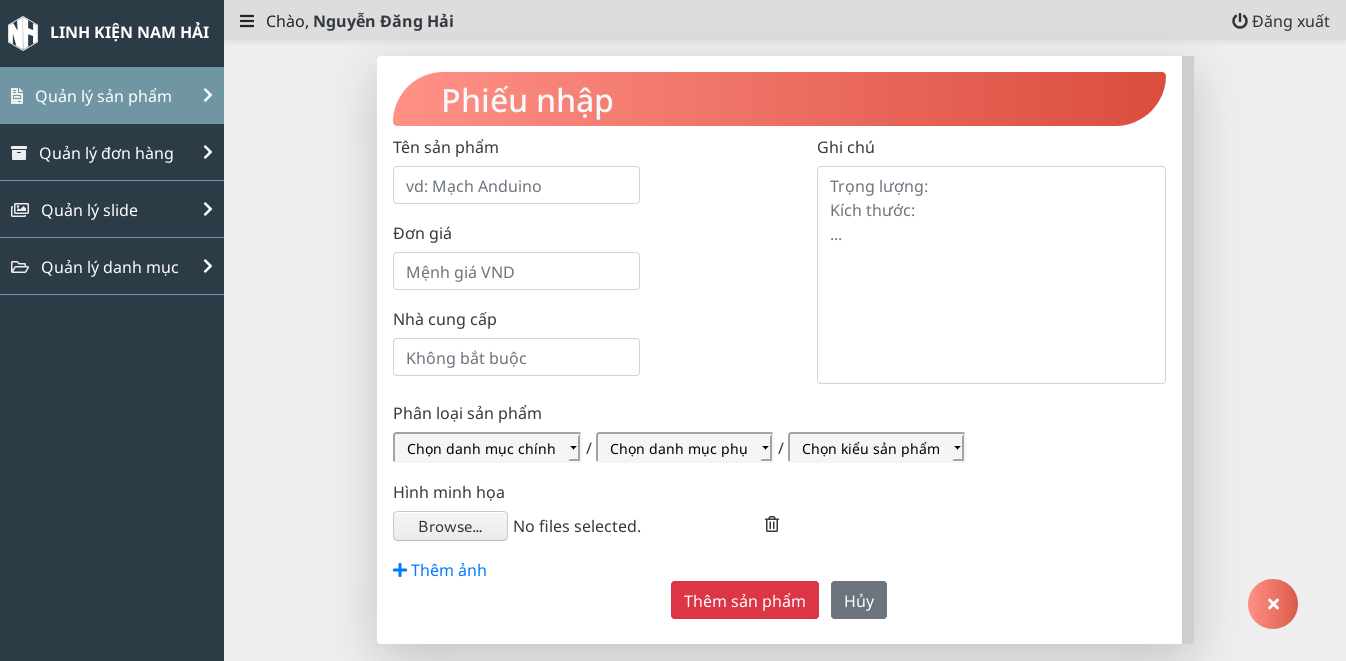 LINH KIỆN NAM HẢI
Chào, Nguyễn Đăng Hải
Đăng xuất
Quản lý sản phẩm
Quản lý đơn hàng
Quản lý slide
Quản lý danh mục
Phiếu nhập
Tên sản phẩm
vd: Mạch Anduino
Đơn giá
Mệnh giá VND
Nhà cung cấp
Không bắt buộc
Ghi chú
Trọng lượng:
Kích thước:
...
Phân loại sản phẩm
Chọn danh mục chính / Chọn danh mục phụ / Chọn kiểu sản phẩm
Hình minh họa
Browse... No files selected.
Thêm ảnh
Thêm sản phẩm Hủy